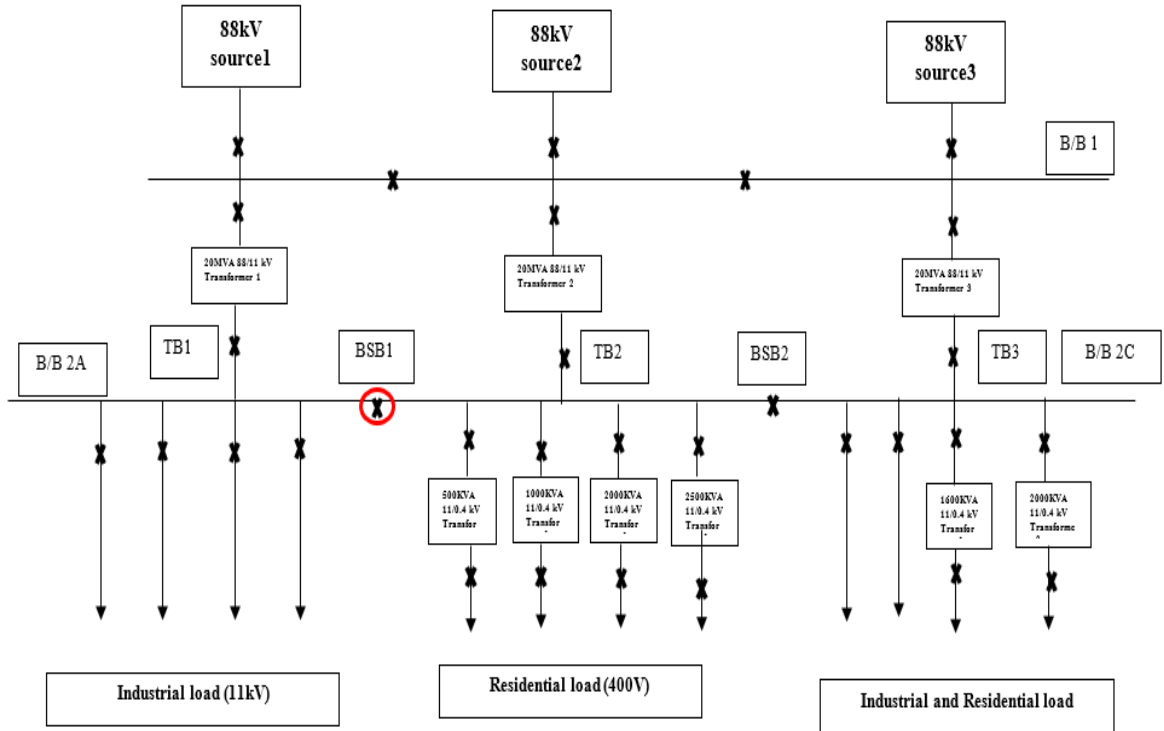 88kV
source1
88kV
source2
88kV
source3
B/B 1
20MVA 88/11 kV
Transformer 1
20MVA 88/11 kV
Transformer 2
20MVA 88/11 kV
Transformer 3
B/B 2A
TB1
BSB1
TB2
BSB2
TB3
B/B 2C
500KVA
11/0.4 kV
Transfor
1000KVA
11/0.4 kV
Transfor
2000KVA
11/0.4 kV
Transfor
2500KVA
11/0.4 kV
Transfor
1600KVA
11/0.4 kV
Transfor
2000KVA
11/0.4 kV
Transforme
Industrial load (11kV)
Residential load (400V)
Industrial and Residential load